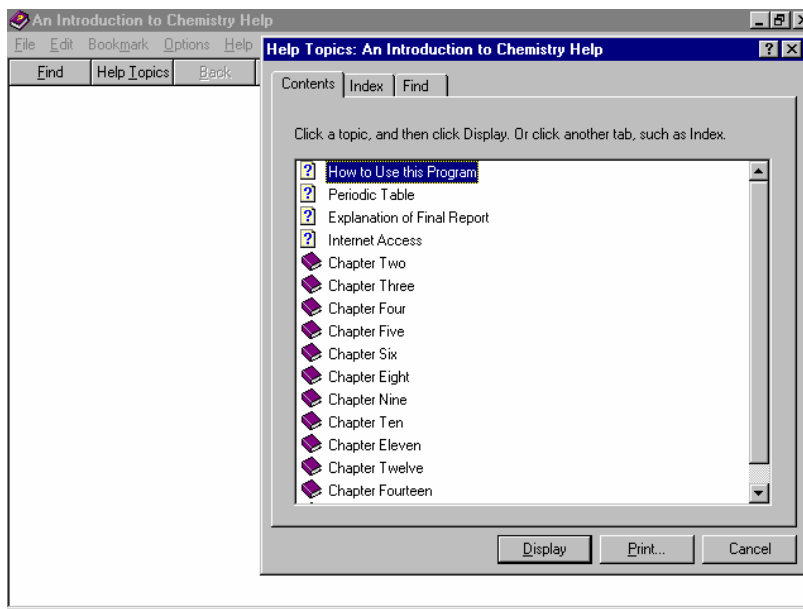 An Introduction to Chemistry Help
File Edit Bookmark Options Help
Find Help Topics Back
Help Topics: An Introduction to Chemistry Help
Contents Index Find
Click a topic, and then click Display. Or click another tab, such as Index.
How to Use this Program
Periodic Table
Explanation of Final Report
Internet Access
Chapter Two
Chapter Three
Chapter Four
Chapter Five
Chapter Six
Chapter Eight
Chapter Nine
Chapter Ten
Chapter Eleven
Chapter Twelve
Chapter Fourteen
Display Print... Cancel